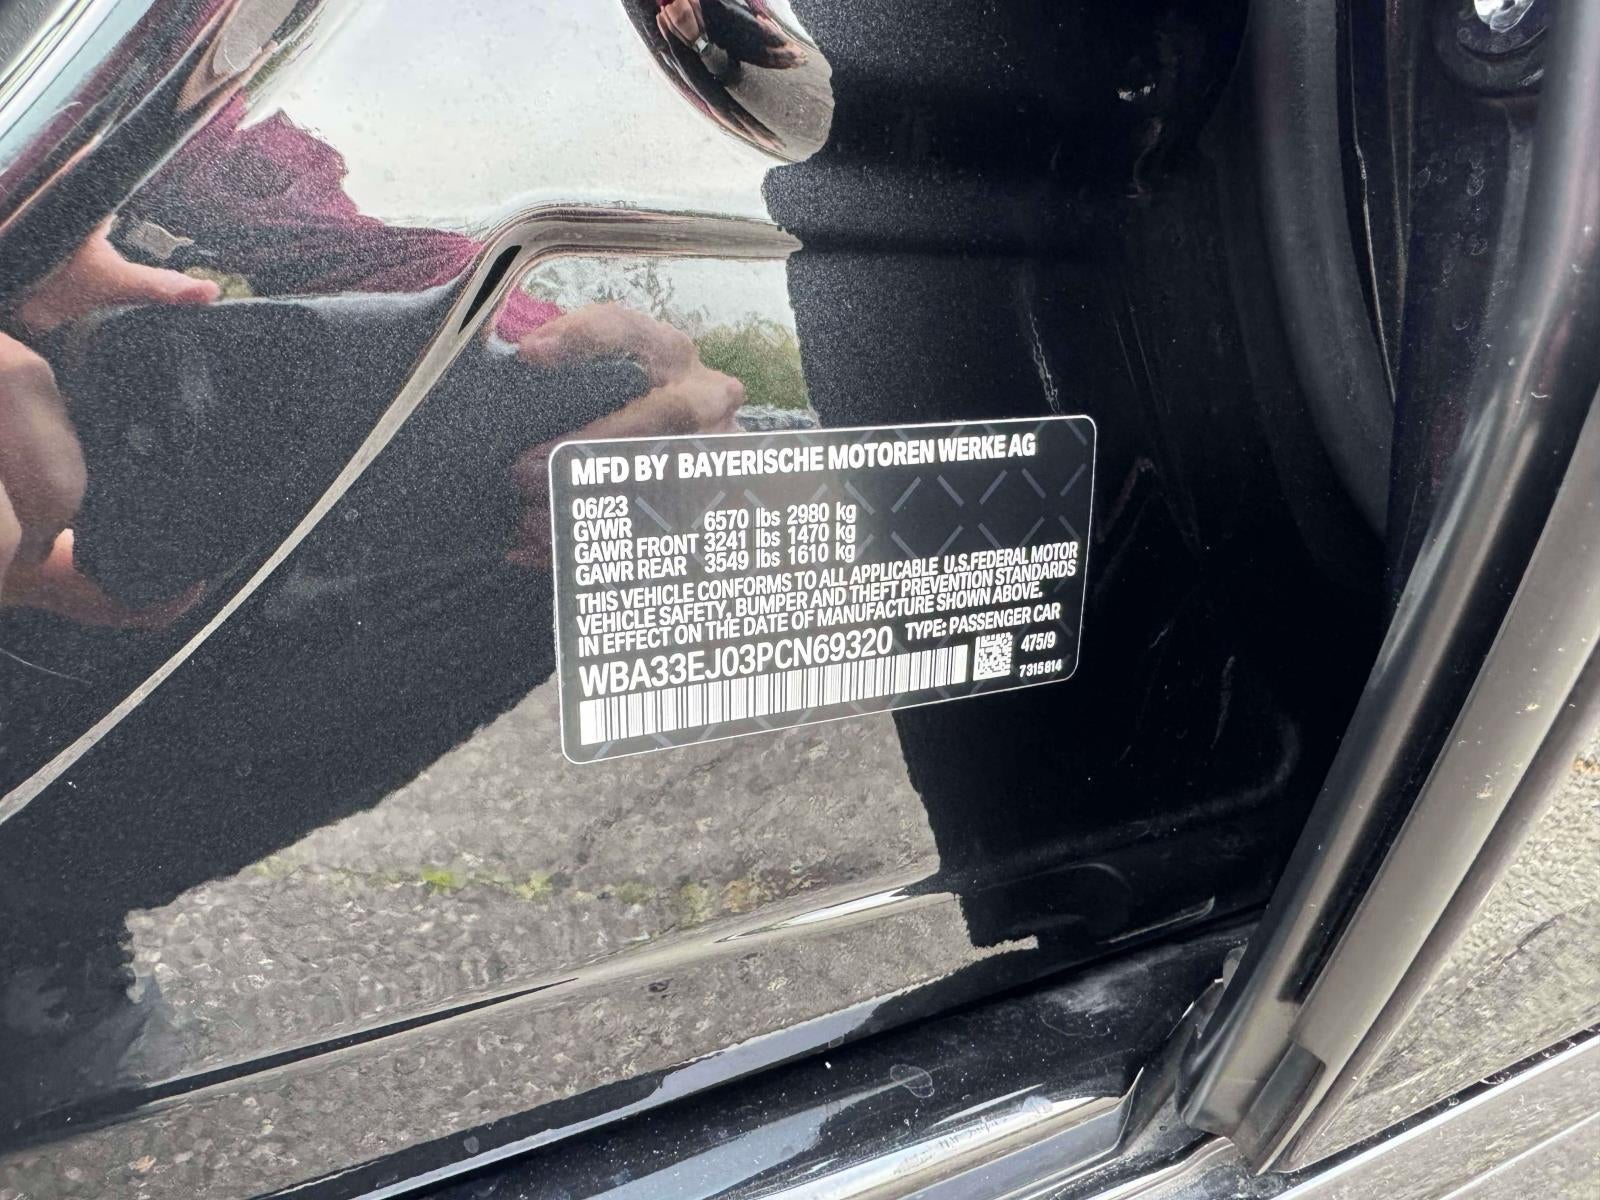 MFD BY BAYERISCHE MOTOREN WERKE AG
06/23
GVWR 6570 lbs 2980 kg
GAWR FRONT 3241 lbs 1470 kg
GAWR REAR 3549 lbs 1610 kg
THIS VEHICLE CONFORMS TO ALL APPLICABLE U.S.FEDERAL MOTOR
VEHICLE SAFETY, BUMPER AND THEFT PREVENTION STANDARDS
IN EFFECT ON THE DATE OF MANUFACTURE SHOWN ABOVE.
WBA33EJ03PCN69320 TYPE: PASSENGER CAR
475/9
7315814